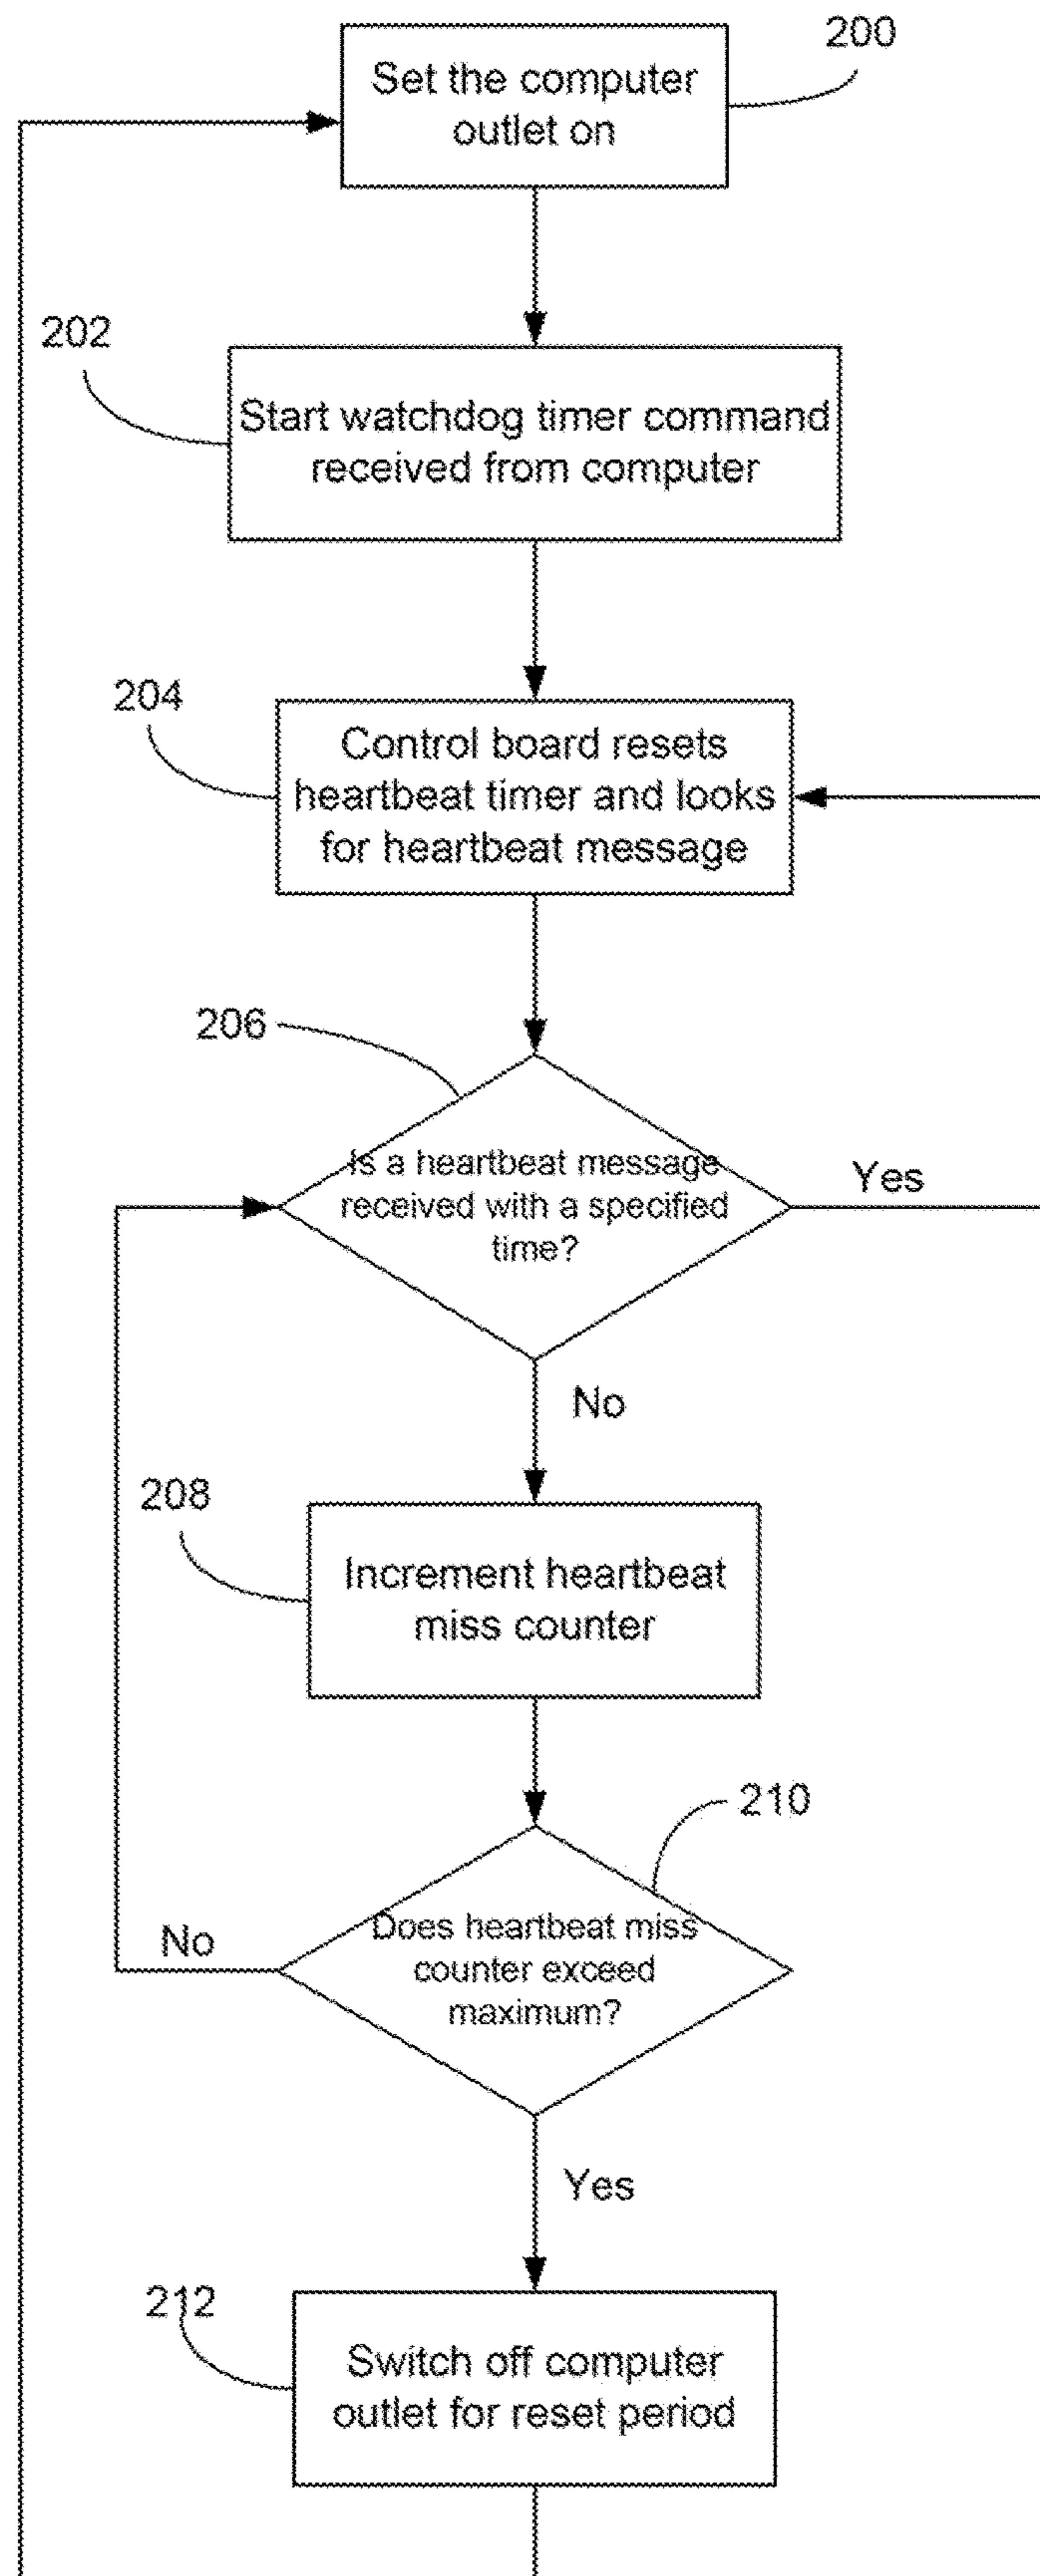 200
Set the computer
outlet on
202
Start watchdog timer command
received from computer
204
Control board resets
heartbeat timer and looks
for heartbeat message
206
Is a heartbeat message
received with a specified
time?
Yes
No
208
Increment heartbeat
miss counter
210
Does heartbeat miss
counter exceed
maximum?
No
Yes
212
Switch off computer
outlet for reset period